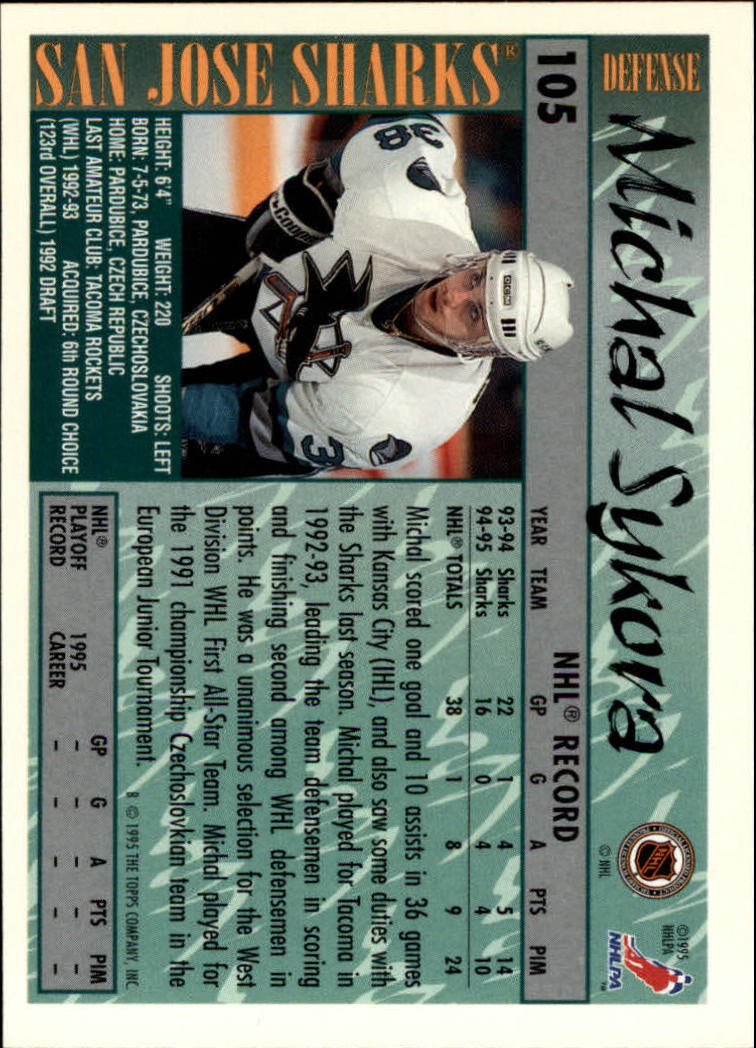 DEFENSE
Michal Sykora
©1995
NHLPA
NHLPA
™
© NHL
105
SAN JOSE SHARKS®
38
CCM
3
HEIGHT: 6'4" WEIGHT: 220 SHOOTS: LEFT
BORN: 7-5-73, PARDUBICE, CZECHOSLOVAKIA
HOME: PARDUBICE, CZECH REPUBLIC
LAST AMATEUR CLUB: TACOMA ROCKETS
(WHL) 1992-93 ACQUIRED: 6th ROUND CHOICE
(123rd OVERALL) 1992 DRAFT
NHL® RECORD
YEAR TEAM GP G A PTS PIM
93-94 Sharks 22 1 4 5 14
94-95 Sharks 16 0 4 4 10
NHL® TOTALS 38 1 8 9 24
Michal scored one goal and 10 assists in 36 games
with Kansas City (IHL), and also saw some duties with
the Sharks last season. Michal played for Tacoma in
1992-93, leading the team defensemen in scoring
and finishing second among WHL defensemen in
points. He was a unanimous selection for the West
Division WHL First All-Star Team. Michal played for
the 1991 championship Czechoslovkian team in the
European Junior Tournament.
B © 1995 THE TOPPS COMPANY, INC.
GP G A PTS PIM
NHL®
PLAYOFF 1995 – – – – –
RECORD CAREER – – – – –